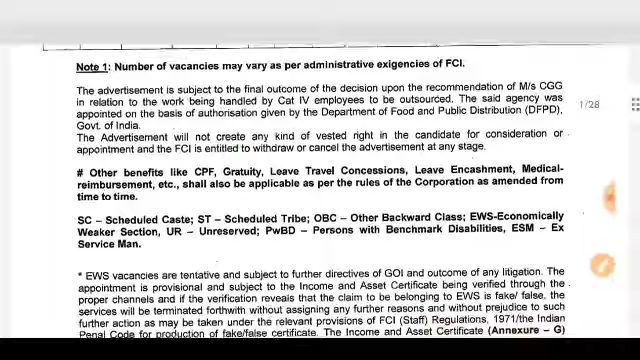 Note 1: Number of vacancies may vary as per administrative exigencies of FCI.
The advertisement is subject to the final outcome of the decision upon the recommendation of M/s CGG
in relation to the work being handled by Cat IV employees to be outsourced. The said agency was
appointed on the basis of authorisation given by the Department of Food and Public Distribution (DFPD),
Govt. of India.
The Advertisement will not create any kind of vested right in the candidate for consideration or
appointment and the FCI is entitled to withdraw or cancel the advertisement at any stage.
# Other benefits like CPF, Gratuity, Leave Travel Concessions, Leave Encashment, Medical-
reimbursement, etc., shall also be applicable as per the rules of the Corporation as amended from
time to time.
SC – Scheduled Caste; ST – Scheduled Tribe; OBC – Other Backward Class; EWS-Economically
Weaker Section, UR – Unreserved; PwBD – Persons with Benchmark Disabilities, ESM – Ex
Service Man.
* EWS vacancies are tentative and subject to further directives of GOI and outcome of any litigation. The
appointment is provisional and subject to the Income and Asset Certificate being verified through the
proper channels and if the verification reveals that the claim to be belonging to EWS is fake/ false, the
services will be terminated forthwith without assigning any further reasons and without prejudice to such
further action as may be taken under the relevant provisions of FCI (Staff) Regulations, 1971/the Indian
Penal Code for production of fake/false certificate. The Income and Asset Certificate (Annexure – G)
1/28